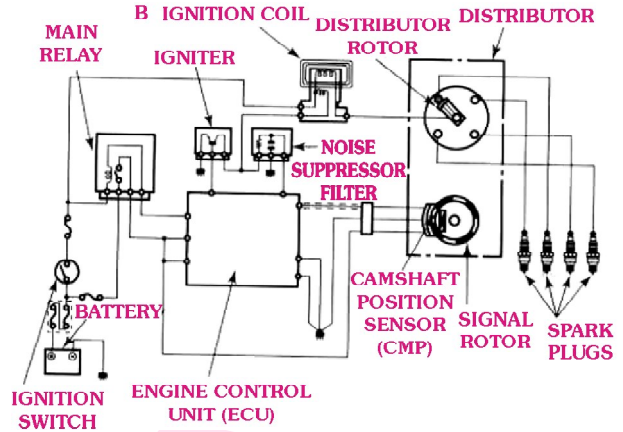 B IGNITION COIL
DISTRIBUTOR
ROTOR
DISTRIBUTOR
MAIN
RELAY
IGNITER
NOISE
SUPPRESSOR
FILTER
CAMSHAFT
POSITION
SENSOR
(CMP)
SIGNAL
ROTOR
SPARK
PLUGS
BATTERY
IGNITION
SWITCH
ENGINE CONTROL
UNIT (ECU)